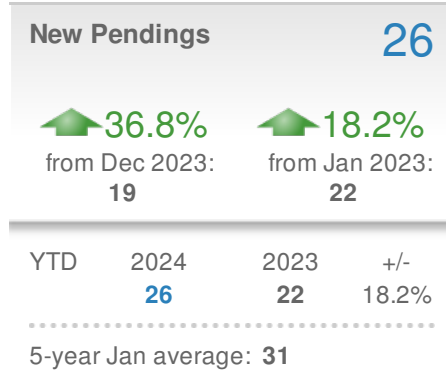 New Pendings 26
36.8% 18.2%
from Dec 2023: from Jan 2023:
19 22
YTD 2024 2023 +/-
26 22 18.2%
5-year Jan average: 31